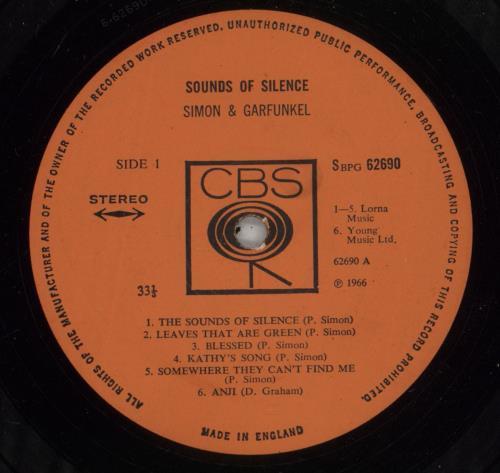 ALL RIGHTS OF THE MANUFACTURER AND OF THE OWNER OF THE RECORDED WORK RESERVED. UNAUTHORIZED PUBLIC PERFORMANCE, BROADCASTING AND COPYING OF THIS RECORD PROHIBITED.
SOUNDS OF SILENCE
SIMON & GARFUNKEL
SIDE 1
SBPG 62690
CBS
STEREO
1—5. Lorna
Music
6. Young
Music Ltd.
62690 A
33⅓
℗ 1966
1. THE SOUNDS OF SILENCE (P. Simon)
2. LEAVES THAT ARE GREEN (P. Simon)
3. BLESSED (P. Simon)
4. KATHY'S SONG (P. Simon)
5. SOMEWHERE THEY CAN'T FIND ME
(P. Simon)
6. ANJI (D. Graham)
MADE IN ENGLAND